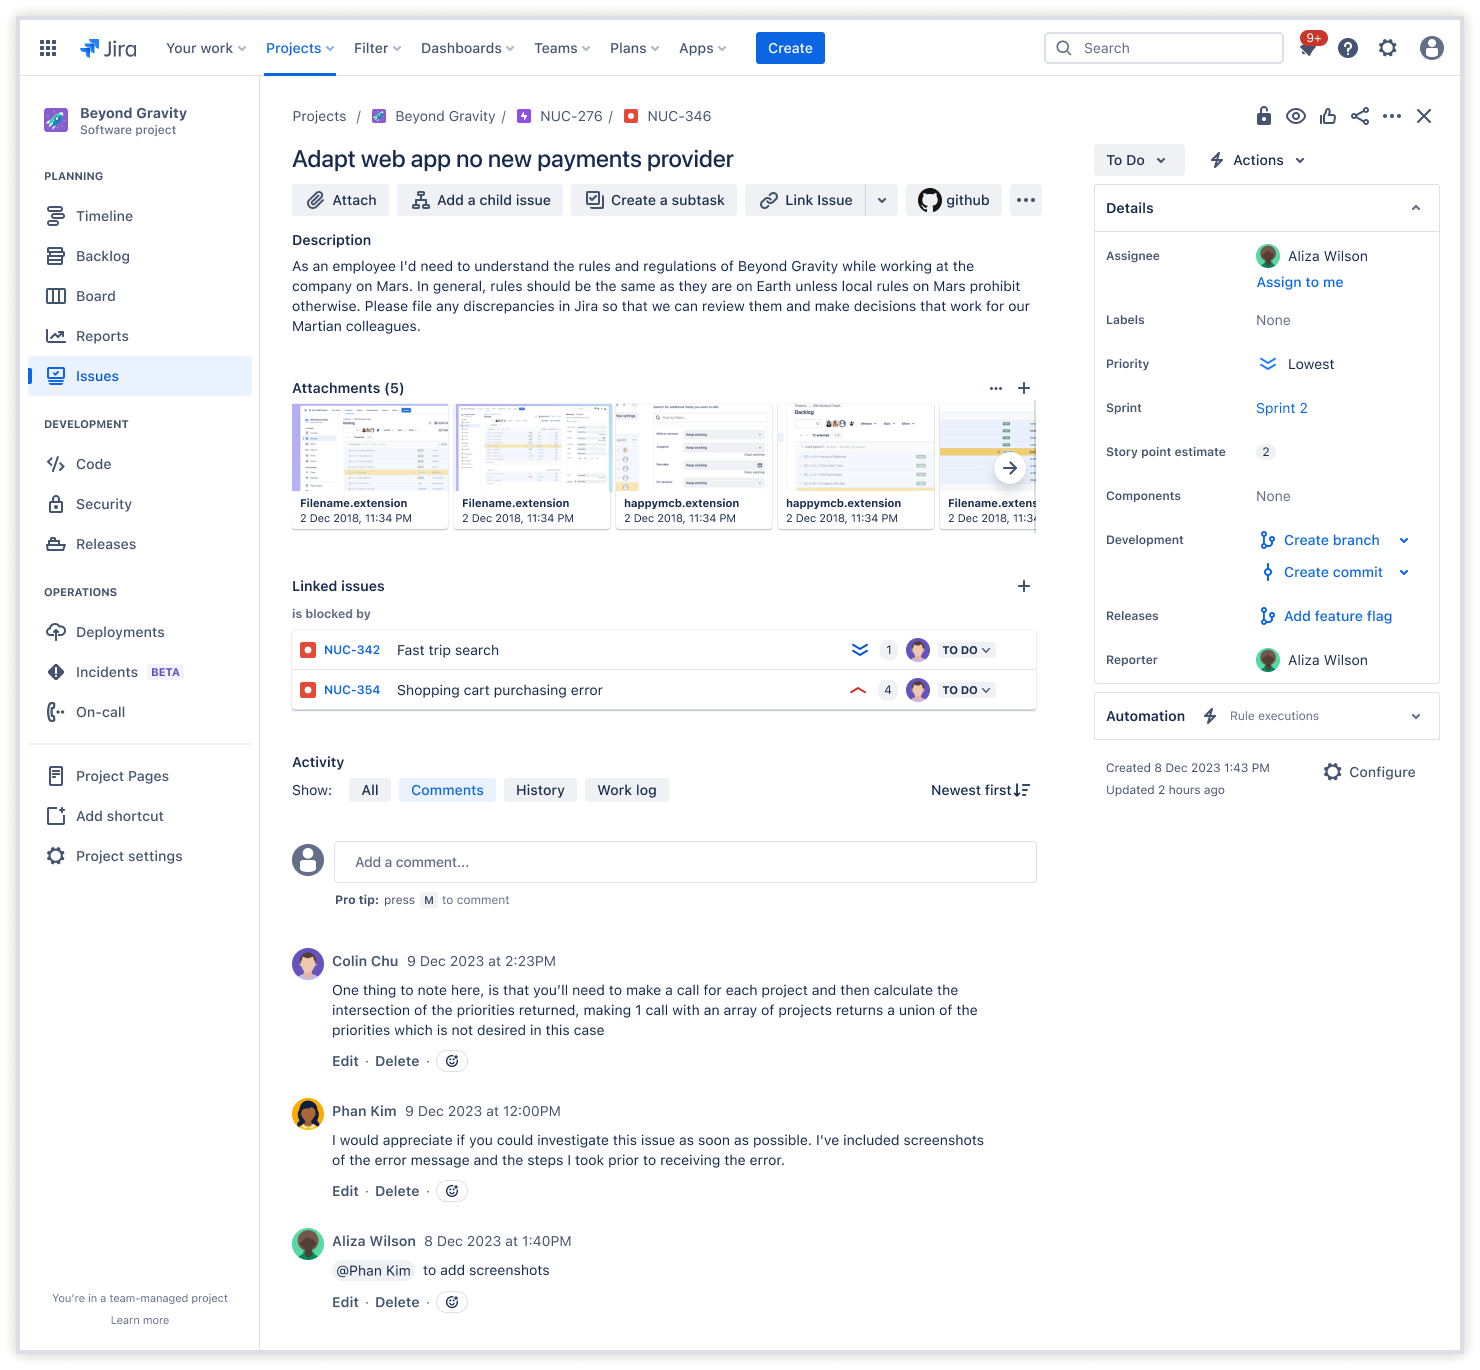 Jira
Your work
Projects
Filter
Dashboards
Teams
Plans
Apps
Create
Search
9+
Beyond Gravity
Software project
PLANNING
Timeline
Backlog
Board
Reports
Issues
DEVELOPMENT
Code
Security
Releases
OPERATIONS
Deployments
Incidents BETA
On-call
Project Pages
Add shortcut
Project settings
You're in a team-managed project
Learn more
Projects / Beyond Gravity / NUC-276 / NUC-346
Adapt web app no new payments provider
Attach
Add a child issue
Create a subtask
Link Issue
github
Description
As an employee I'd need to understand the rules and regulations of Beyond Gravity while working at the
company on Mars. In general, rules should be the same as they are on Earth unless local rules on Mars prohibit
otherwise. Please file any discrepancies in Jira so that we can review them and make decisions that work for our
Martian colleagues.
Attachments (5)
Filename.extension
2 Dec 2018, 11:34 PM
Filename.extension
2 Dec 2018, 11:34 PM
happymcb.extension
2 Dec 2018, 11:34 PM
Backlog
happymcb.extension
2 Dec 2018, 11:34 PM
Filename.extens
2 Dec 2018, 11:34
Linked issues
is blocked by
NUC-342 Fast trip search 1 TO DO
NUC-354 Shopping cart purchasing error 4 TO DO
Activity
Show: All Comments History Work log Newest first
Add a comment...
Pro tip: press M to comment
Colin Chu 9 Dec 2023 at 2:23PM
One thing to note here, is that you’ll need to make a call for each project and then calculate the
intersection of the priorities returned, making 1 call with an array of projects returns a union of the
priorities which is not desired in this case
Edit · Delete ·
Phan Kim 9 Dec 2023 at 12:00PM
I would appreciate if you could investigate this issue as soon as possible. I've included screenshots
of the error message and the steps I took prior to receiving the error.
Edit · Delete ·
Aliza Wilson 8 Dec 2023 at 1:40PM
@Phan Kim to add screenshots
Edit · Delete ·
To Do
Actions
Details
Assignee Aliza Wilson
Assign to me
Labels None
Priority Lowest
Sprint Sprint 2
Story point estimate 2
Components None
Development Create branch
Create commit
Releases Add feature flag
Reporter Aliza Wilson
Automation Rule executions
Created 8 Dec 2023 1:43 PM
Updated 2 hours ago
Configure